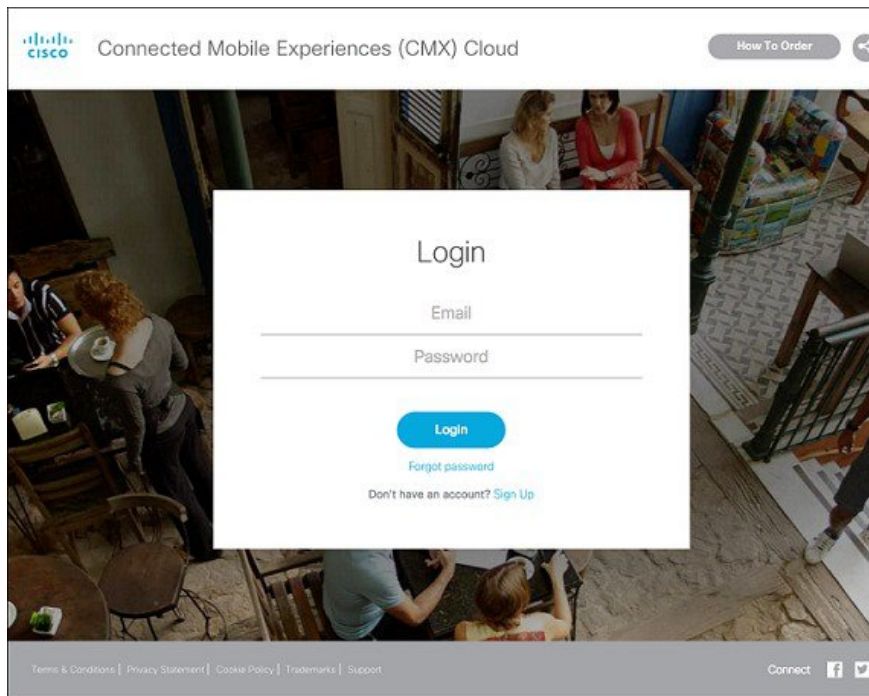 CISCO
Connected Mobile Experiences (CMX) Cloud
How To Order
Login
Email
Password
Login
Forgot password
Don't have an account? Sign Up
Terms & Conditions | Privacy Statement | Cookie Policy | Trademarks | Support
Connect